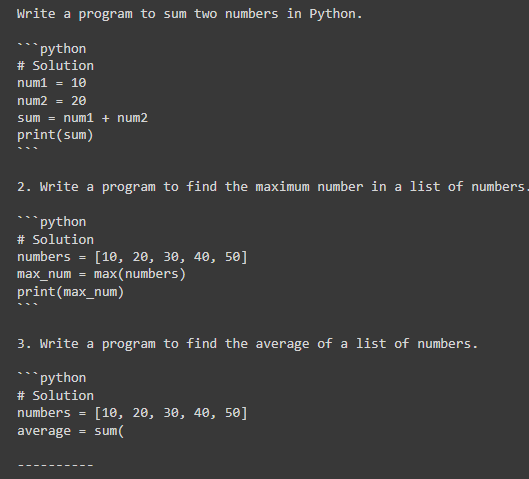 Write a program to sum two numbers in Python.
```python
# Solution
num1 = 10
num2 = 20
sum = num1 + num2
print(sum)
```
2. Write a program to find the maximum number in a list of numbers.
```python
# Solution
numbers = [10, 20, 30, 40, 50]
max_num = max(numbers)
print(max_num)
```
3. Write a program to find the average of a list of numbers.
```python
# Solution
numbers = [10, 20, 30, 40, 50]
average = sum(
----------